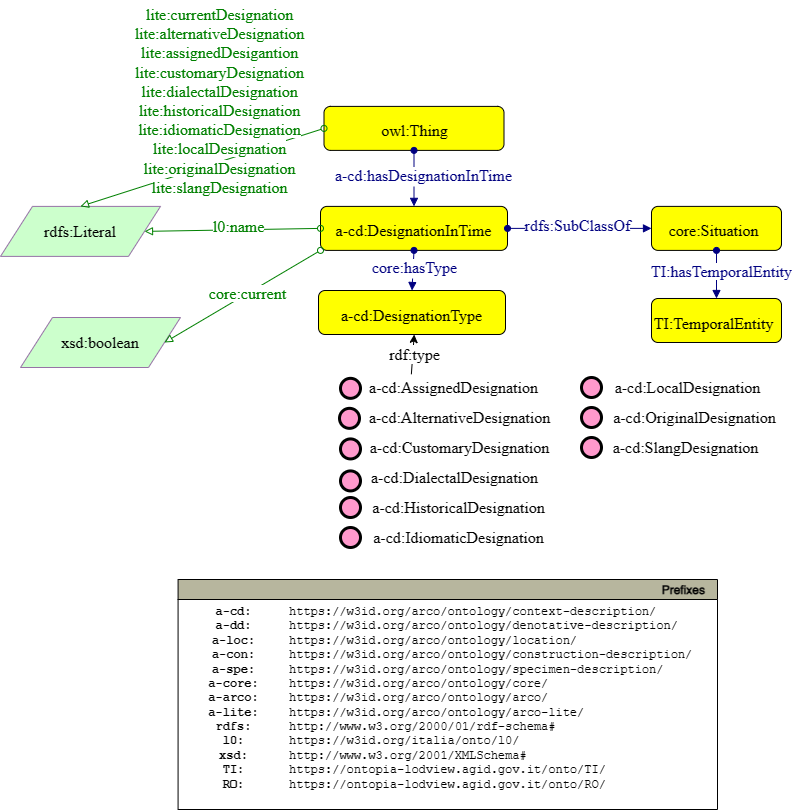 lite:currentDesignation
lite:alternativeDesignation
lite:assignedDesigantion
lite:customaryDesignation
lite:dialectalDesignation
lite:historicalDesignation
lite:idiomaticDesignation
lite:localDesignation
lite:originalDesignation
lite:slangDesignation
owl:Thing
a-cd:hasDesignationInTime
rdfs:Literal
l0:name
a-cd:DesignationInTime
rdfs:SubClassOf
core:Situation
core:hasType
TI:hasTemporalEntity
core:current
xsd:boolean
a-cd:DesignationType
TI:TemporalEntity
rdf:type
a-cd:AssignedDesignation
a-cd:AlternativeDesignation
a-cd:CustomaryDesignation
a-cd:DialectalDesignation
a-cd:HistoricalDesignation
a-cd:IdiomaticDesignation
a-cd:LocalDesignation
a-cd:OriginalDesignation
a-cd:SlangDesignation
Prefixes
a-cd: https://w3id.org/arco/ontology/context-description/
a-dd: https://w3id.org/arco/ontology/denotative-description/
a-loc: https://w3id.org/arco/ontology/location/
a-con: https://w3id.org/arco/ontology/construction-description/
a-spe: https://w3id.org/arco/ontology/specimen-description/
a-core: https://w3id.org/arco/ontology/core/
a-arco: https://w3id.org/arco/ontology/arco/
a-lite: https://w3id.org/arco/ontology/arco-lite/
rdfs: http://www.w3.org/2000/01/rdf-schema#
l0: https://w3id.org/italia/onto/l0/
xsd: http://www.w3.org/2001/XMLSchema#
TI: https://ontopia-lodview.agid.gov.it/onto/TI/
RO: https://ontopia-lodview.agid.gov.it/onto/RO/